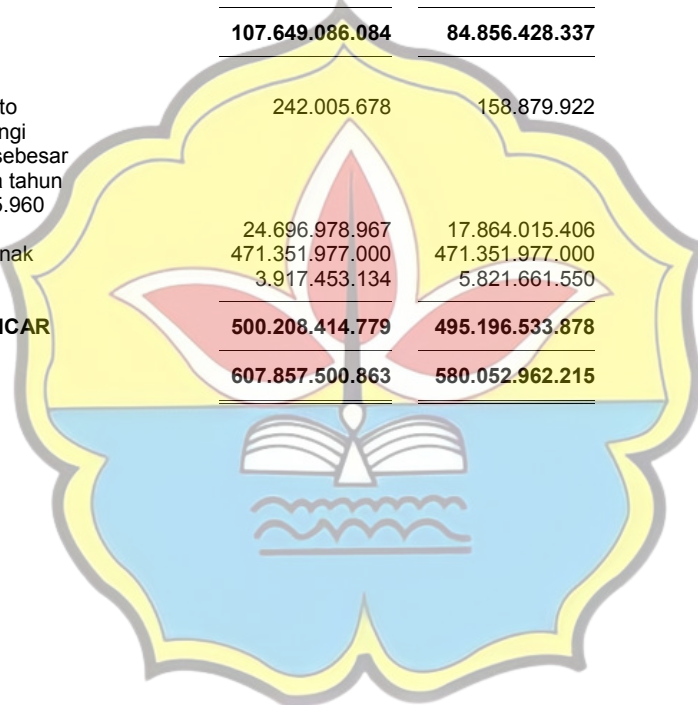 107.649.086.084 84.856.428.337
to 242.005.678 158.879.922
ngi
sebesar
tahun
5.960
24.696.978.967 17.864.015.406
nak 471.351.977.000 471.351.977.000
3.917.453.134 5.821.661.550
NCAR 500.208.414.779 495.196.533.878
607.857.500.863 580.052.962.215